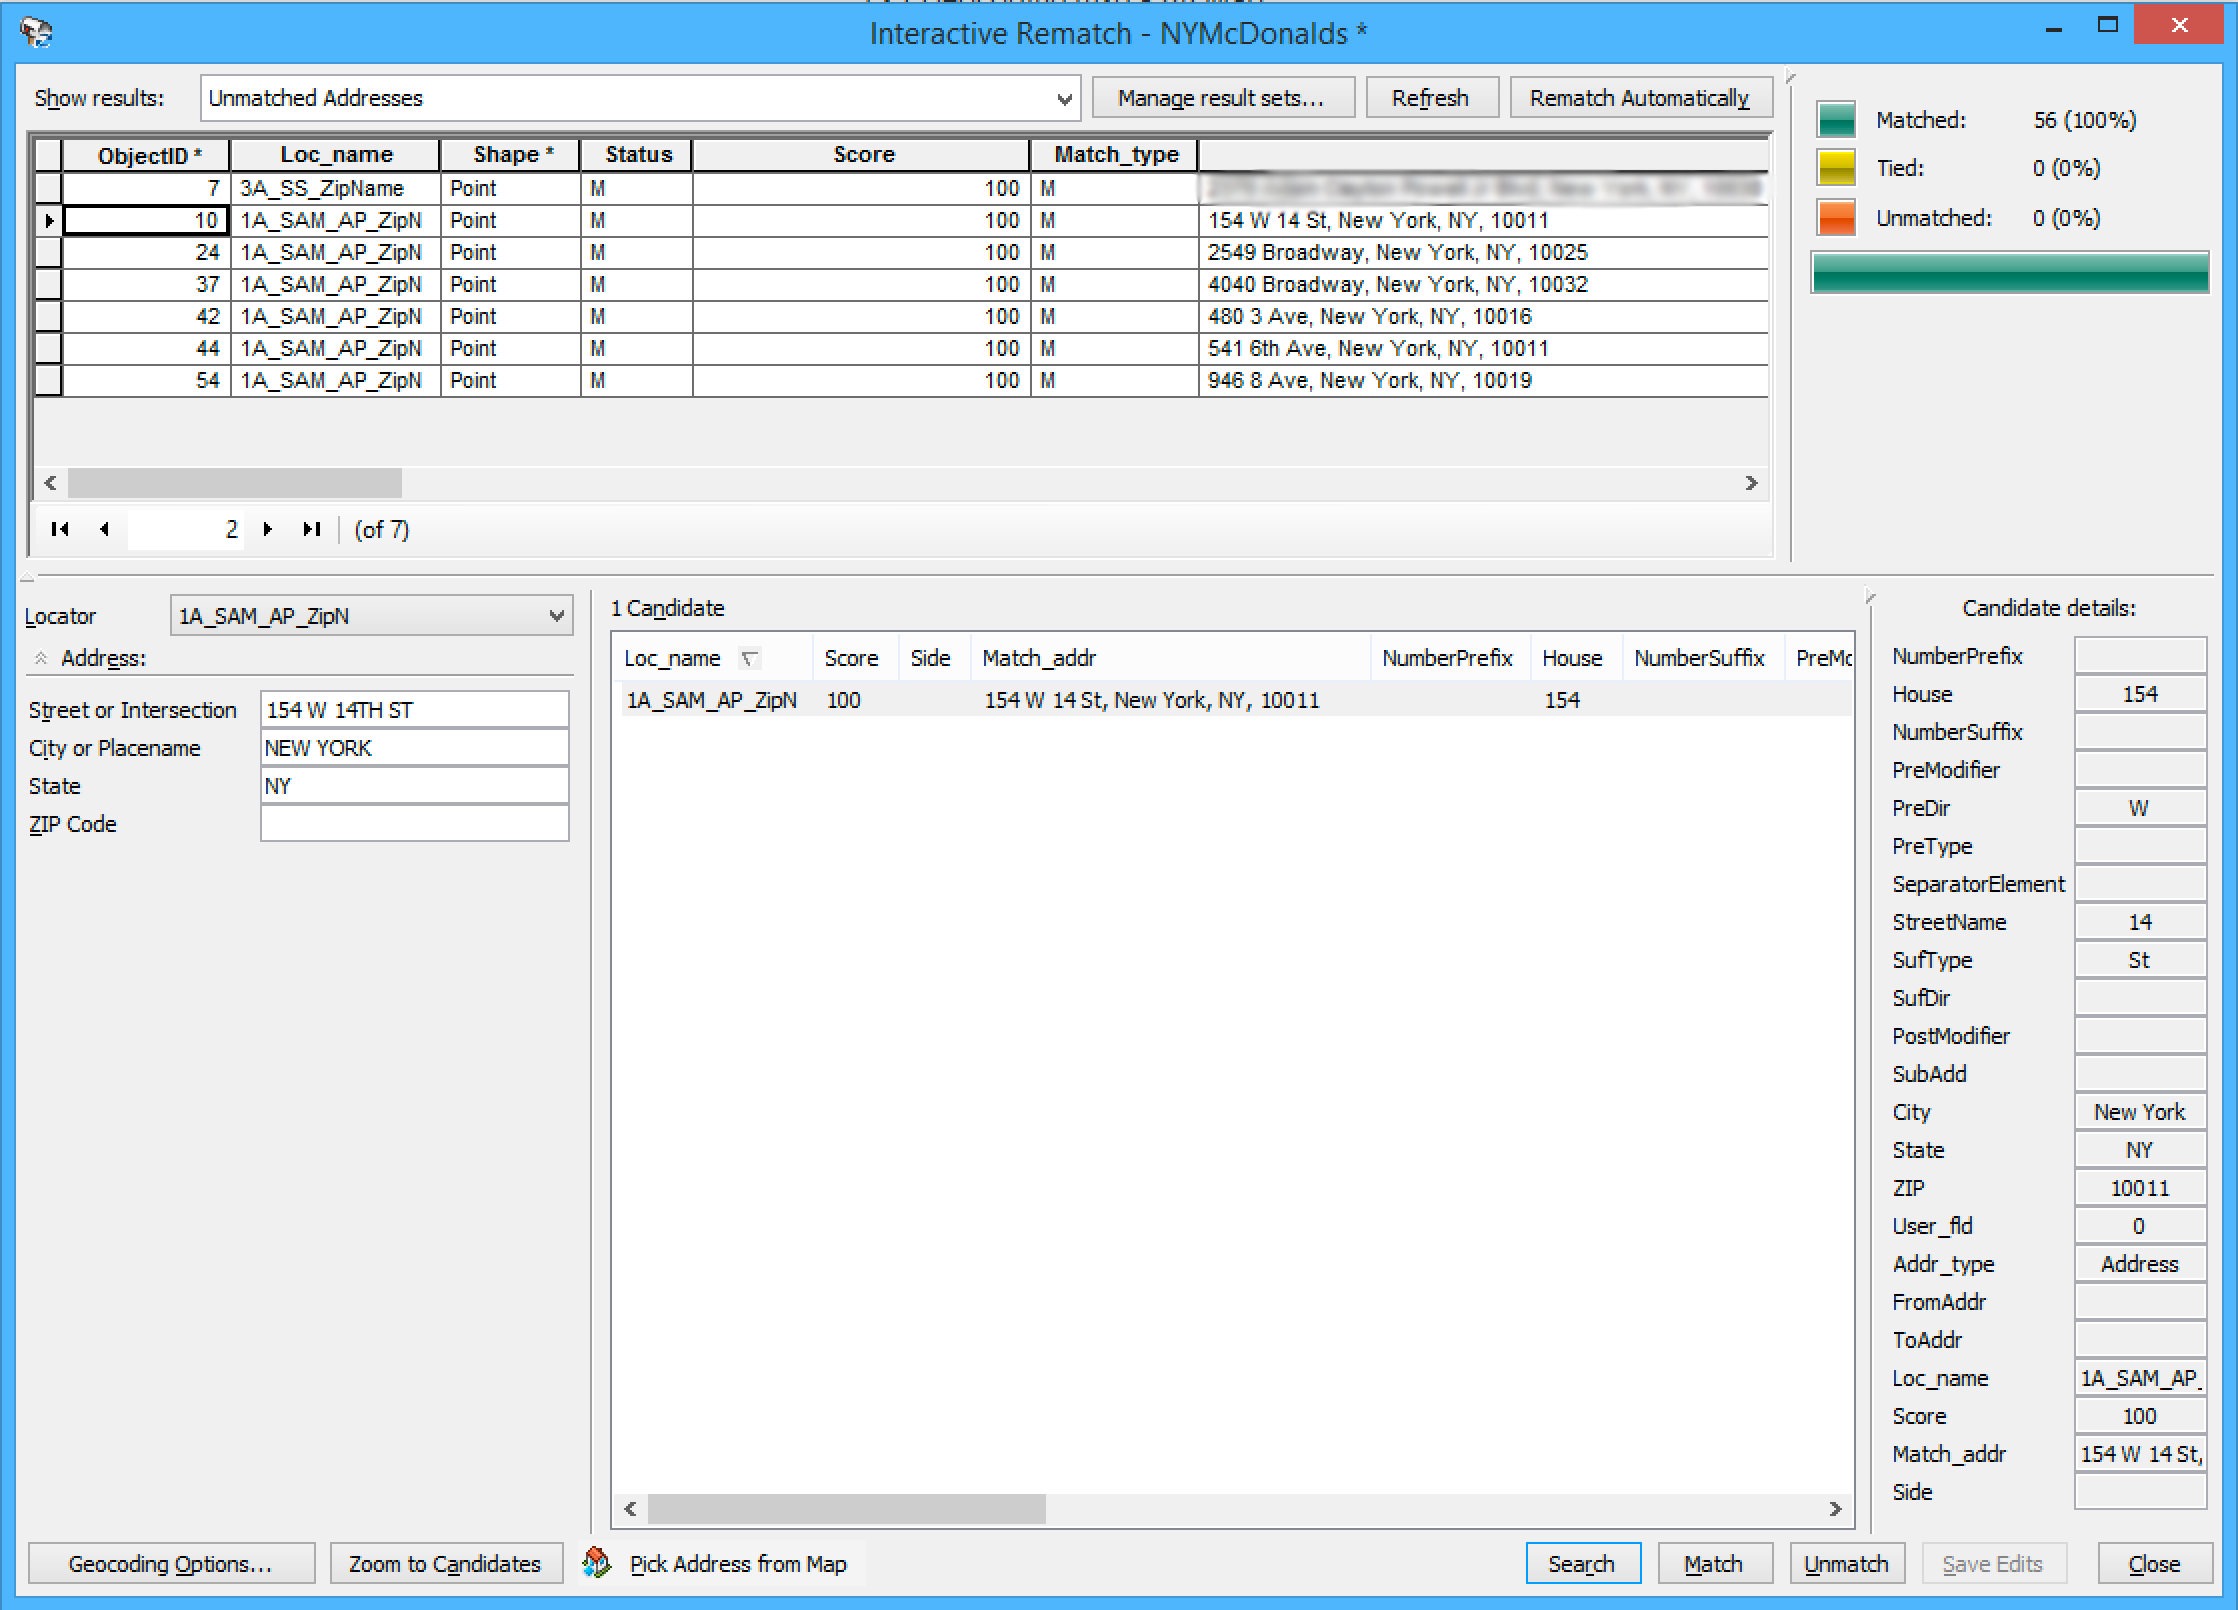 Interactive Rematch - NYMcDonalds *
Show results: Unmatched Addresses Manage result sets... Refresh Rematch Automatically
ObjectID * Loc_name Shape * Status Score Match_type
7 3A_SS_ZipName Point M 100 M
10 1A_SAM_AP_ZipN Point M 100 M 154 W 14 St, New York, NY, 10011
24 1A_SAM_AP_ZipN Point M 100 M 2549 Broadway, New York, NY, 10025
37 1A_SAM_AP_ZipN Point M 100 M 4040 Broadway, New York, NY, 10032
42 1A_SAM_AP_ZipN Point M 100 M 480 3 Ave, New York, NY, 10016
44 1A_SAM_AP_ZipN Point M 100 M 541 6th Ave, New York, NY, 10011
54 1A_SAM_AP_ZipN Point M 100 M 946 8 Ave, New York, NY, 10019
2 (of 7)
Matched: 56 (100%)
Tied: 0 (0%)
Unmatched: 0 (0%)
Locator 1A_SAM_AP_ZipN
Address:
Street or Intersection 154 W 14TH ST
City or Placename NEW YORK
State NY
ZIP Code
1 Candidate
Loc_name Score Side Match_addr NumberPrefix House NumberSuffix PreMc
1A_SAM_AP_ZipN 100 154 W 14 St, New York, NY, 10011 154
Candidate details:
NumberPrefix
House 154
NumberSuffix
PreModifier
PreDir W
PreType
SeparatorElement
StreetName 14
SufType St
SufDir
PostModifier
SubAdd
City New York
State NY
ZIP 10011
User_fld 0
Addr_type Address
FromAddr
ToAddr
Loc_name 1A_SAM_AP_
Score 100
Match_addr 154 W 14 St,
Side
Geocoding Options... Zoom to Candidates Pick Address from Map Search Match Unmatch Save Edits Close